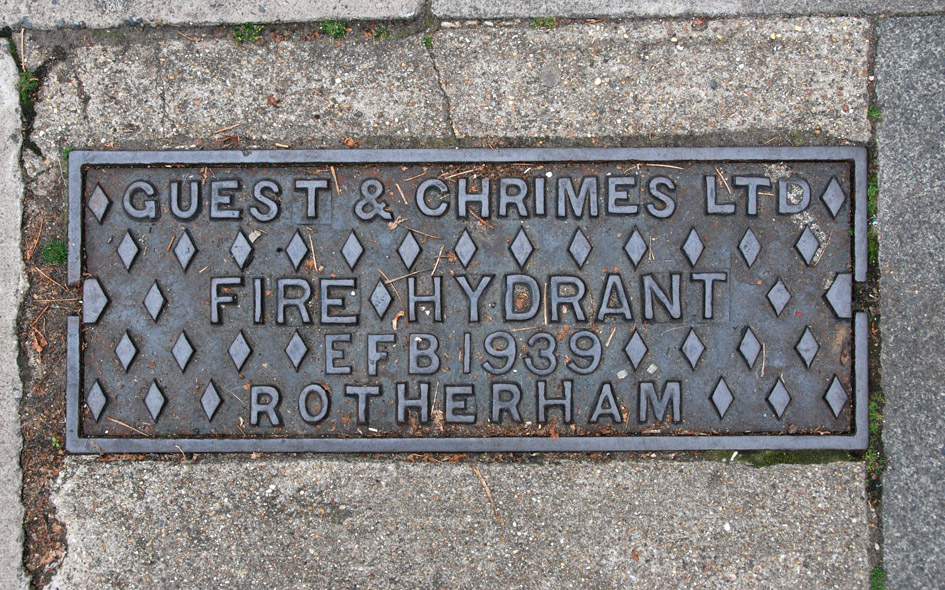 GUEST & CHRIMES LTD
FIRE HYDRANT
EFB 1939
ROTHERHAM